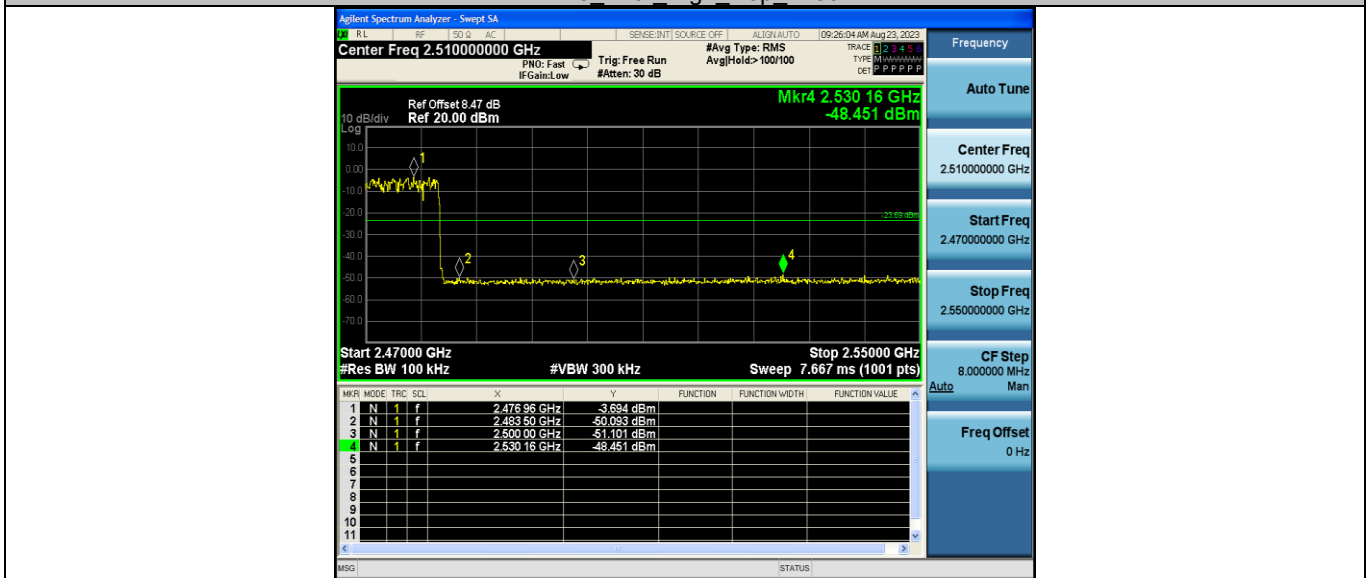 Agilent Spectrum Analyzer - Swept SA
RL RF 50 Ω AC SENSE:INT SOURCE OFF ALIGN AUTO 09:26:04 AM Aug 23, 2023
Center Freq 2.510000000 GHz
PNO: Fast
IFGain:Low
Trig: Free Run
#Atten: 30 dB
#Avg Type: RMS
Avg|Hold:>100/100
TRACE 1 2 3 4 5 6
TYPE M WWWWW
DET P P P P P P
Frequency
Auto Tune
Center Freq
2.510000000 GHz
Start Freq
2.470000000 GHz
Stop Freq
2.550000000 GHz
CF Step
8.000000 MHz
Auto Man
Freq Offset
0 Hz
Mkr4 2.530 16 GHz
-48.451 dBm
Ref Offset 8.47 dB
10 dB/div Ref 20.00 dBm
Log
10.0
0.00
-10.0
-20.0
-30.0
-40.0
-50.0
-60.0
-70.0
1
2
3
4
Start 2.47000 GHz Stop 2.55000 GHz
#Res BW 100 kHz #VBW 300 kHz Sweep 7.667 ms (1001 pts)
MKR MODE TRC SCL X Y FUNCTION FUNCTION WIDTH FUNCTION VALUE
1 N 1 f 2.476 96 GHz -3.694 dBm
2 N 1 f 2.483 50 GHz -50.093 dBm
3 N 1 f 2.500 00 GHz -51.101 dBm
4 N 1 f 2.530 16 GHz -48.451 dBm
5
6
7
8
9
10
11
MSG STATUS